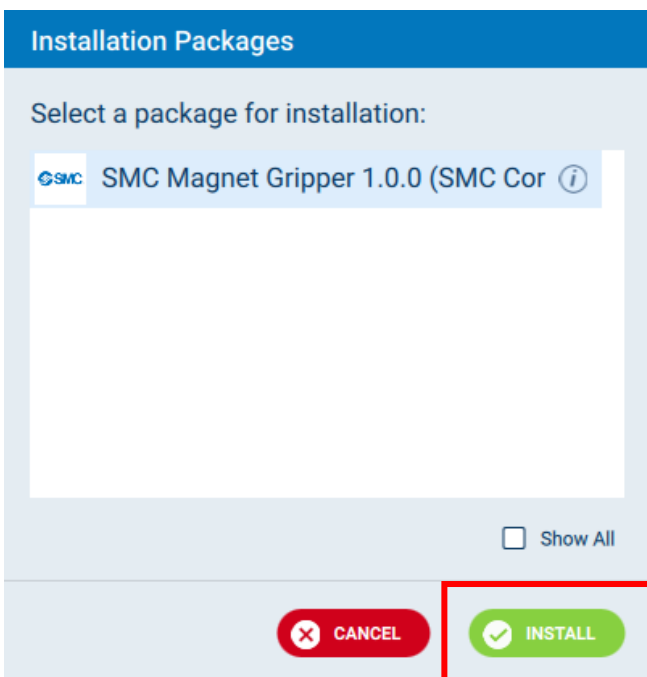 Installation Packages
Select a package for installation:
SMC SMC Magnet Gripper 1.0.0 (SMC Cor i
Show All
CANCEL INSTALL